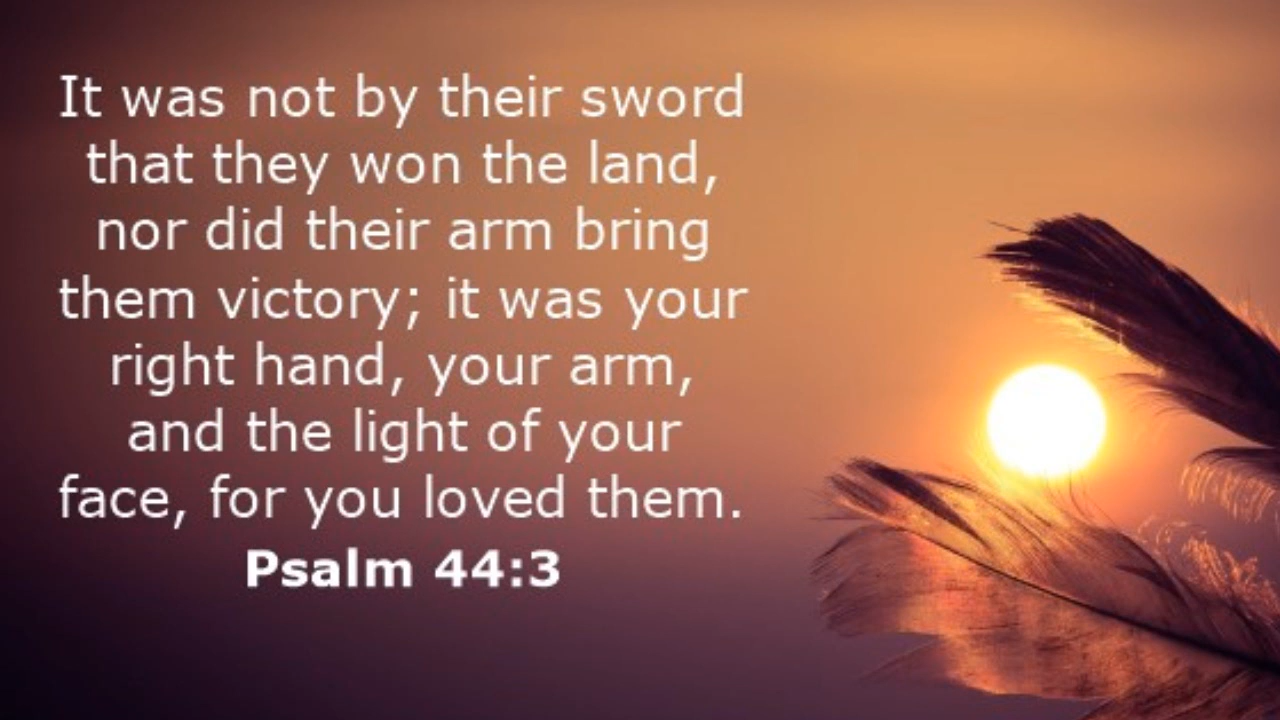 It was not by their sword
that they won the land,
nor did their arm bring
them victory; it was your
right hand, your arm,
and the light of your
face, for you loved them.
Psalm 44:3